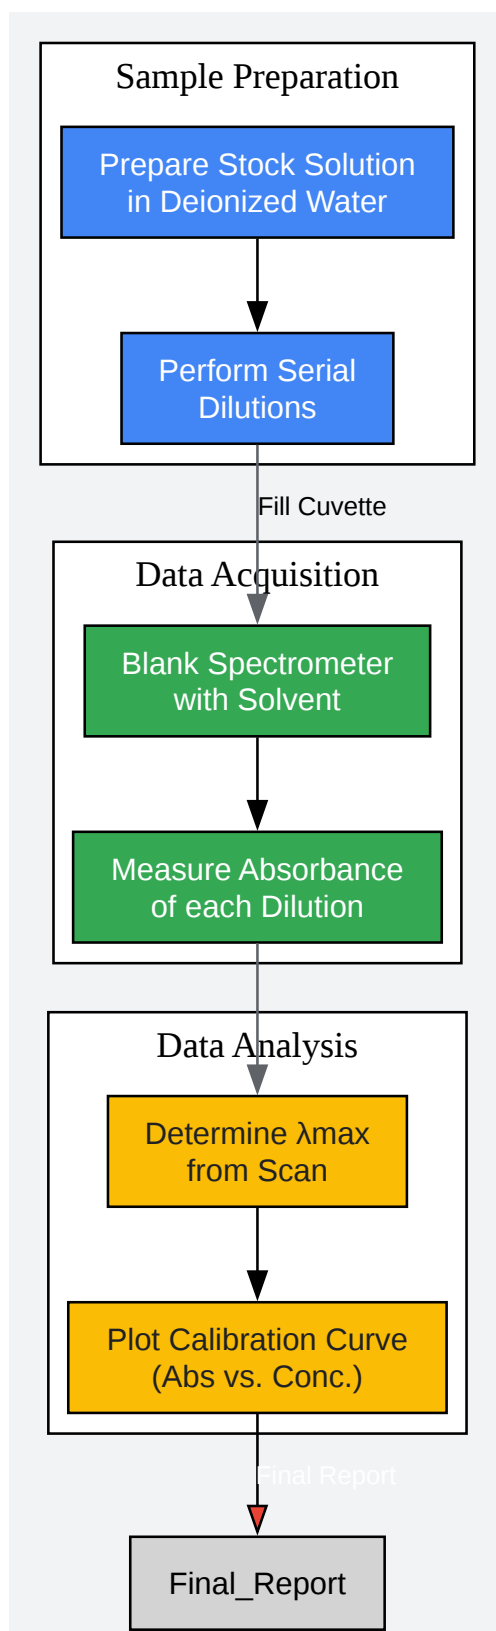 Sample Preparation
Prepare Stock Solution
in Deionized Water
Perform Serial
Dilutions
Fill Cuvette
Data Acquisition
Blank Spectrometer
with Solvent
Measure Absorbance
of each Dilution
Data Analysis
Determine λmax
from Scan
Plot Calibration Curve
(Abs vs. Conc.)
Final Report
Final_Report